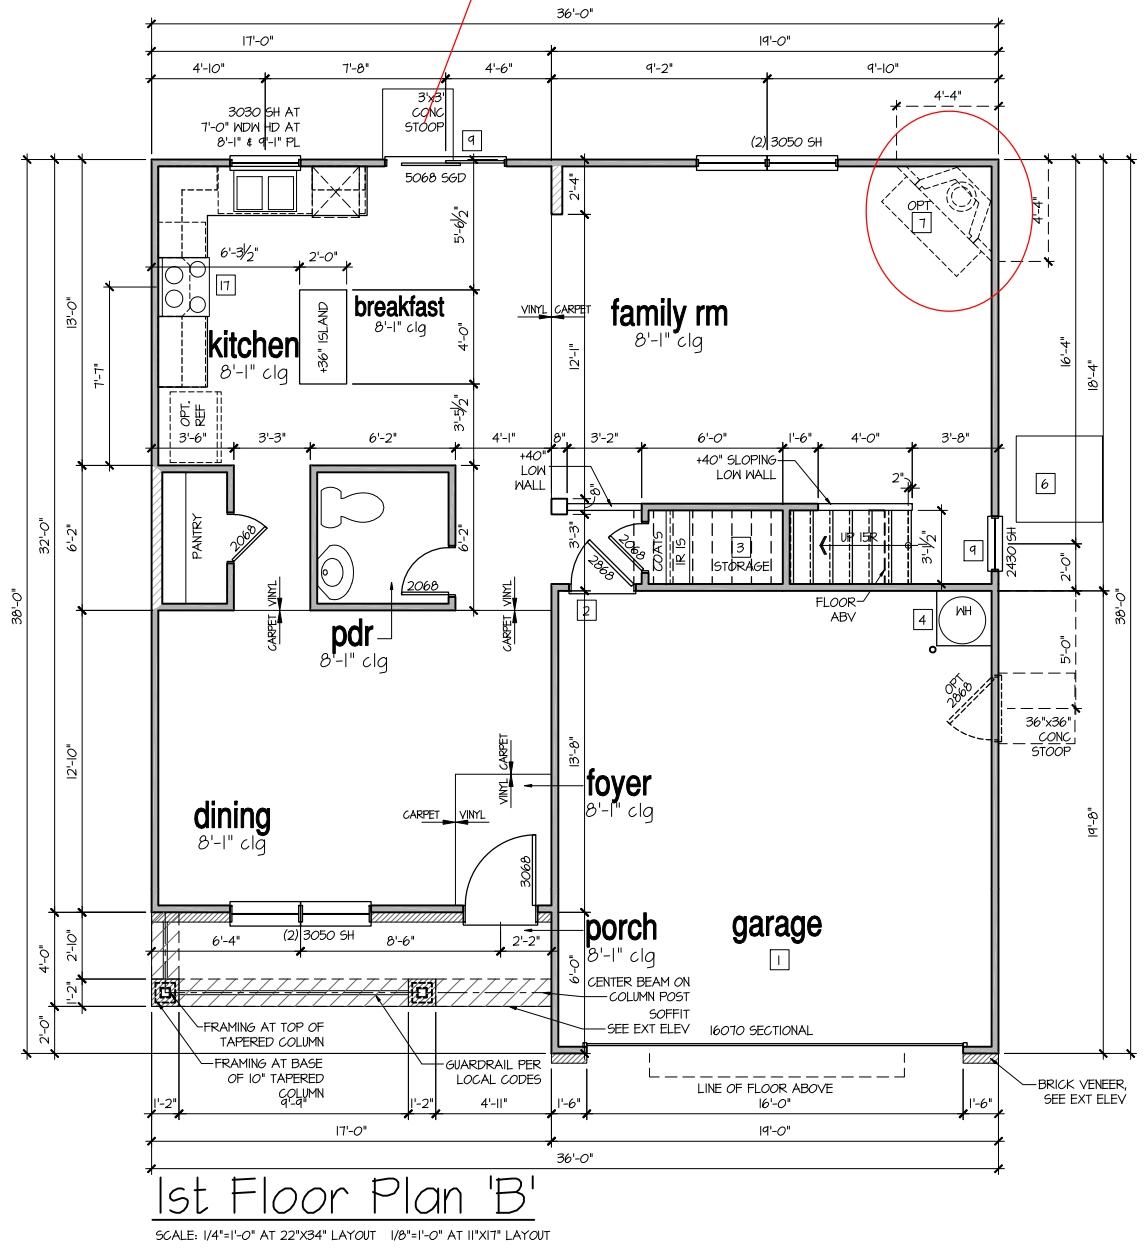 36'-0"
17'-0"
19'-0"
4'-10"
7'-8"
4'-6"
9'-2"
9'-10"
4'-4"
3030 SH AT
7'-0" WDW HD AT
8'-1" & 9'-1" PL
3'x3'
CONC
STOOP
9
(2) 3050 SH
5068 SGD
2'-4"
OPT
7
4'-4"
5'-6 1/2"
6'-3 1/2"
2'-0"
17
breakfast
8'-1" clg
VINYL
CARPET
family rm
8'-1" clg
13'-0"
+36" ISLAND
4'-0"
kitchen
8'-1" clg
12'-1"
16'-4"
18'-4"
7'-7"
OPT.
REF
3'-5 1/2"
3'-6"
3'-3"
6'-2"
4'-1"
8"
3'-2"
6'-0"
1'-6"
4'-0"
3'-8"
+40"
LOW
WALL
+40" SLOPING
LOW WALL
2"
6
8"
32'-0"
6'-2"
PANTRY
2068
6'-2"
3'-3"
2068
COATS
1R 1S
3
STORAGE
UP 15R
3'-1/2"
9
2430 SH
2'-0"
2868
2068
2
FLOOR
ABV
4
WH
38'-0"
38'-0"
CARPET
VINYL
CARPET
VINYL
pdr
8'-1" clg
5'-0"
OPT
2868
36"x36"
CONC
STOOP
12'-10"
VINYL
CARPET
13'-8"
foyer
8'-1" clg
dining
8'-1" clg
CARPET
VINYL
3068
19'-8"
(2) 3050 SH
6'-4"
8'-6"
2'-2"
porch
8'-1" clg
garage
1
4'-0"
2'-10"
6'-0"
CENTER BEAM ON
COLUMN POST
1'-2"
SOFFIT
SEE EXT ELEV
16070 SECTIONAL
2'-0"
FRAMING AT TOP OF
TAPERED COLUMN
FRAMING AT BASE
OF 10" TAPERED
COLUMN
GUARDRAIL PER
LOCAL CODES
LINE OF FLOOR ABOVE
BRICK VENEER,
SEE EXT ELEV
1'-2"
9'-9"
1'-2"
4'-11"
1'-6"
16'-0"
1'-6"
17'-0"
19'-0"
36'-0"
1st Floor Plan 'B'
SCALE: 1/4"=1'-0" AT 22"X34" LAYOUT 1/8"=1'-0" AT 11"X17" LAYOUT